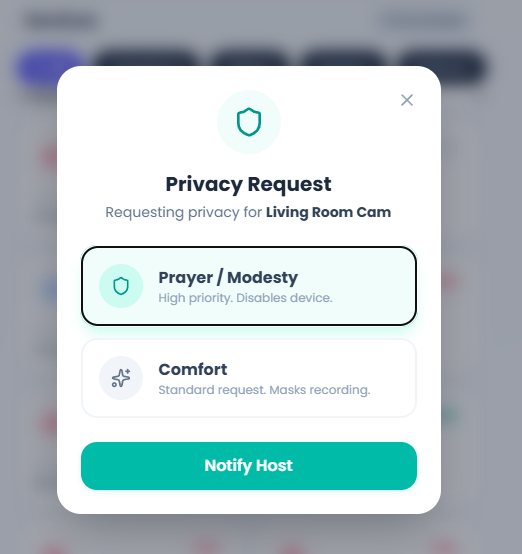 Privacy Request
Requesting privacy for Living Room Cam
Prayer / Modesty
High priority. Disables device.
Comfort
Standard request. Masks recording.
Notify Host